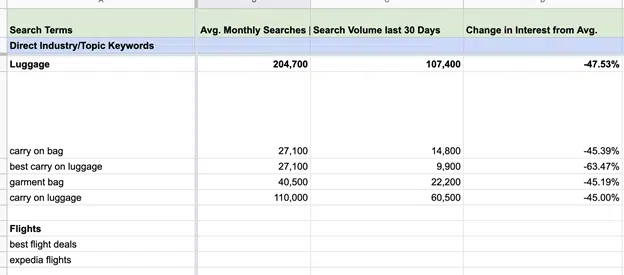 Search Terms Avg. Monthly Searches | Search Volume last 30 Days Change in Interest from Avg.
Direct Industry/Topic Keywords
Luggage 204,700 107,400 -47.53%
carry on bag 27,100 14,800 -45.39%
best carry on luggage 27,100 9,900 -63.47%
garment bag 40,500 22,200 -45.19%
carry on luggage 110,000 60,500 -45.00%
Flights
best flight deals
expedia flights